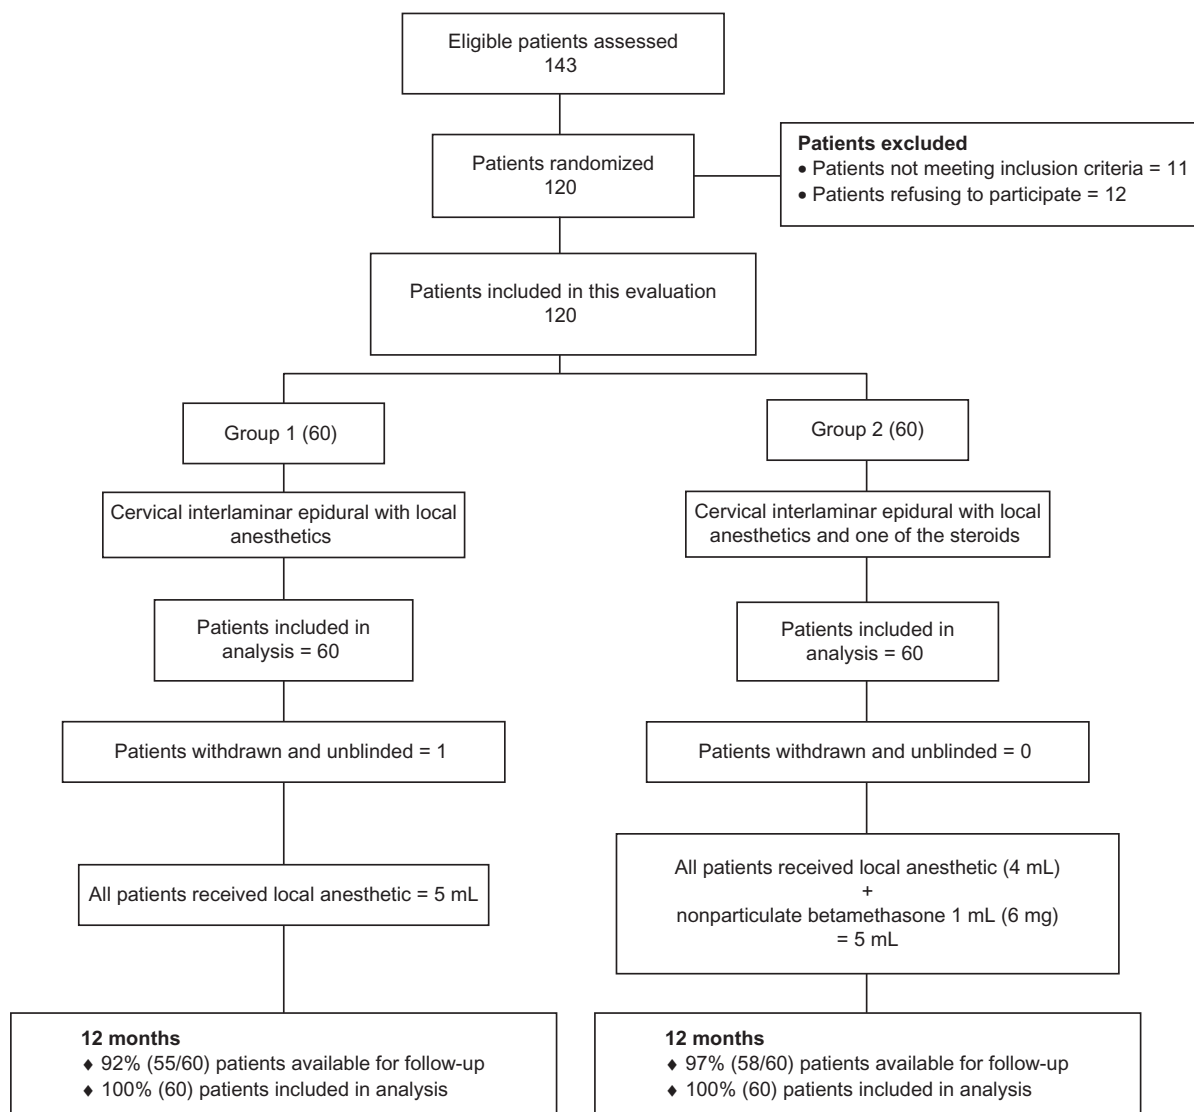 Eligible patients assessed
143
Patients randomized
120
Patients excluded
• Patients not meeting inclusion criteria = 11
• Patients refusing to participate = 12
Patients included in this evaluation
120
Group 1 (60)
Group 2 (60)
Cervical interlaminar epidural with local
anesthetics
Cervical interlaminar epidural with local
anesthetics and one of the steroids
Patients included in
analysis = 60
Patients included in
analysis = 60
Patients withdrawn and unblinded = 1
Patients withdrawn and unblinded = 0
All patients received local anesthetic = 5 mL
All patients received local anesthetic (4 mL)
+
nonparticulate betamethasone 1 mL (6 mg)
= 5 mL
12 months
♦ 92% (55/60) patients available for follow-up
♦ 100% (60) patients included in analysis
12 months
♦ 97% (58/60) patients available for follow-up
♦ 100% (60) patients included in analysis